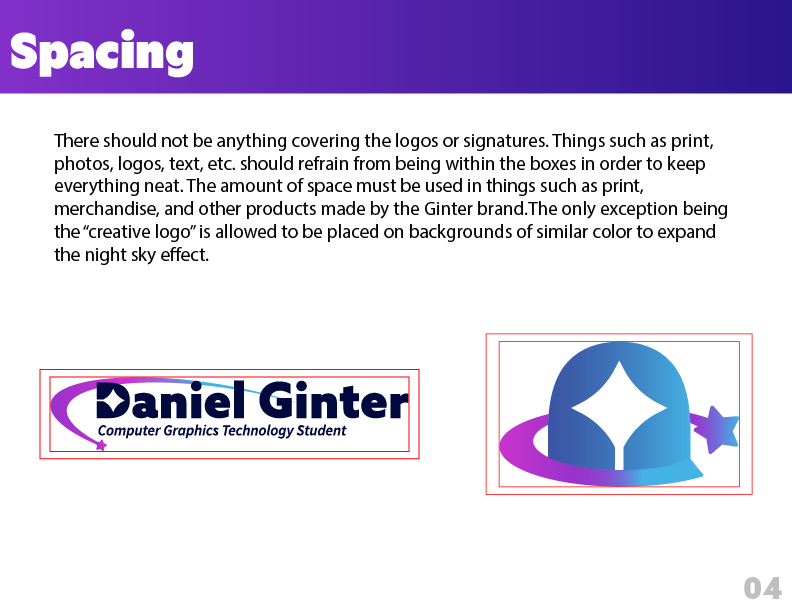 Spacing
There should not be anything covering the logos or signatures. Things such as print,
photos, logos, text, etc. should refrain from being within the boxes in order to keep
everything neat. The amount of space must be used in things such as print,
merchandise, and other products made by the Ginter brand.The only exception being
the “creative logo” is allowed to be placed on backgrounds of similar color to expand
the night sky effect.
Daniel Ginter
Computer Graphics Technology Student
04